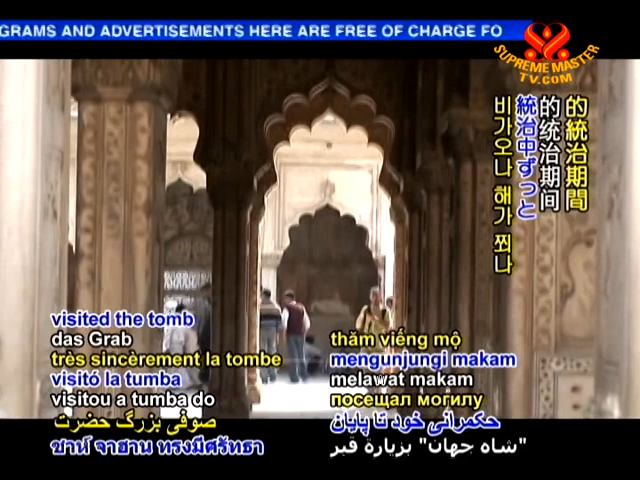 GRAMS AND ADVERTISEMENTS HERE ARE FREE OF CHARGE FO
SUPREME MASTER
TV.COM
的統治期間
的统治期间
統治中ずっと
비가오나 해가 쬐나
visited the tomb
das Grab
très sincèrement la tombe
visitó la tumba
visitou a tumba do
صوفی بزرگ حضرت
ชาห์ จาฮาน ทรงมีศรัทธา
thăm viếng mộ
mengunjungi makam
melawat makam
посещал могилу
حکمرانی خود تا پایان
"شاه جهان" بزيارة قبر